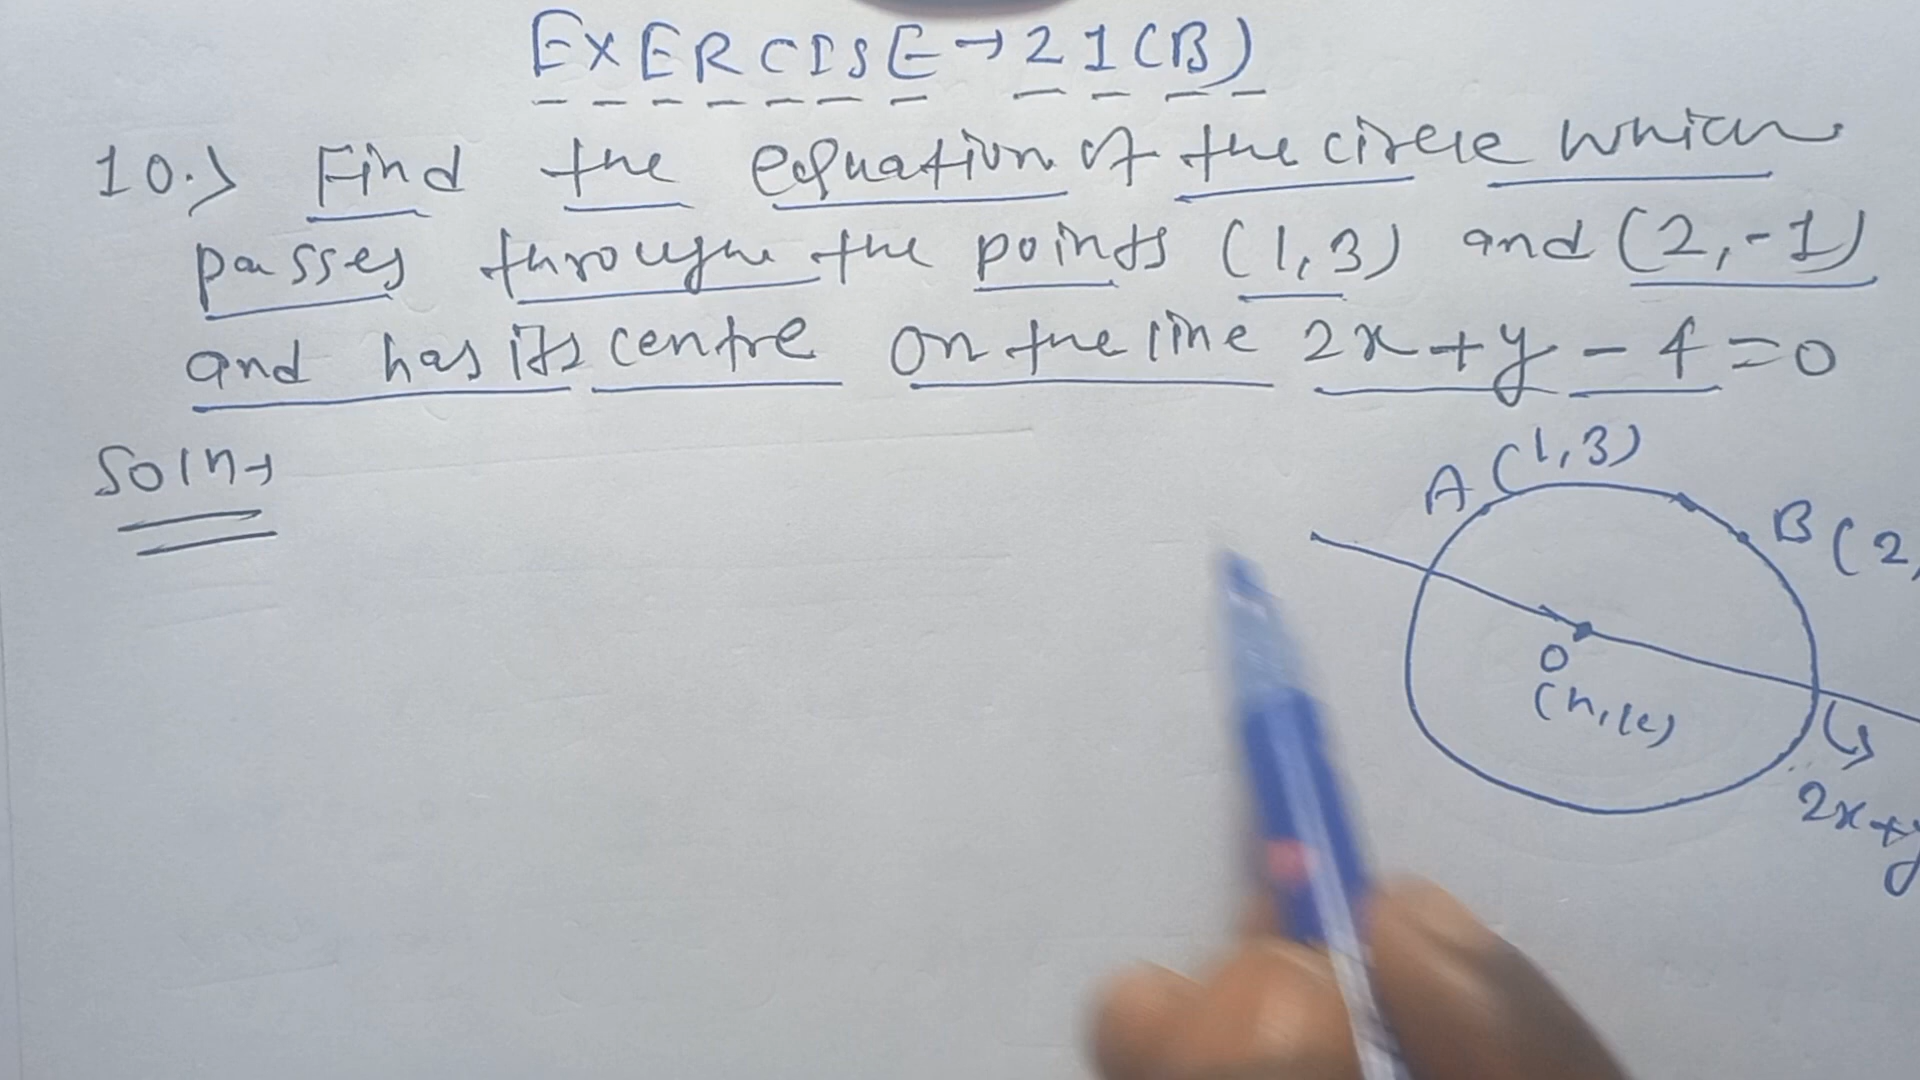 EXERCISE → 21(B)
10.> Find the equation of the circle which
passes through the points (1,3) and (2,-1)
and has its centre on the line 2x+y-4=0
Soln→
A (1,3)
B (2,
O
(h,k)
2x+y